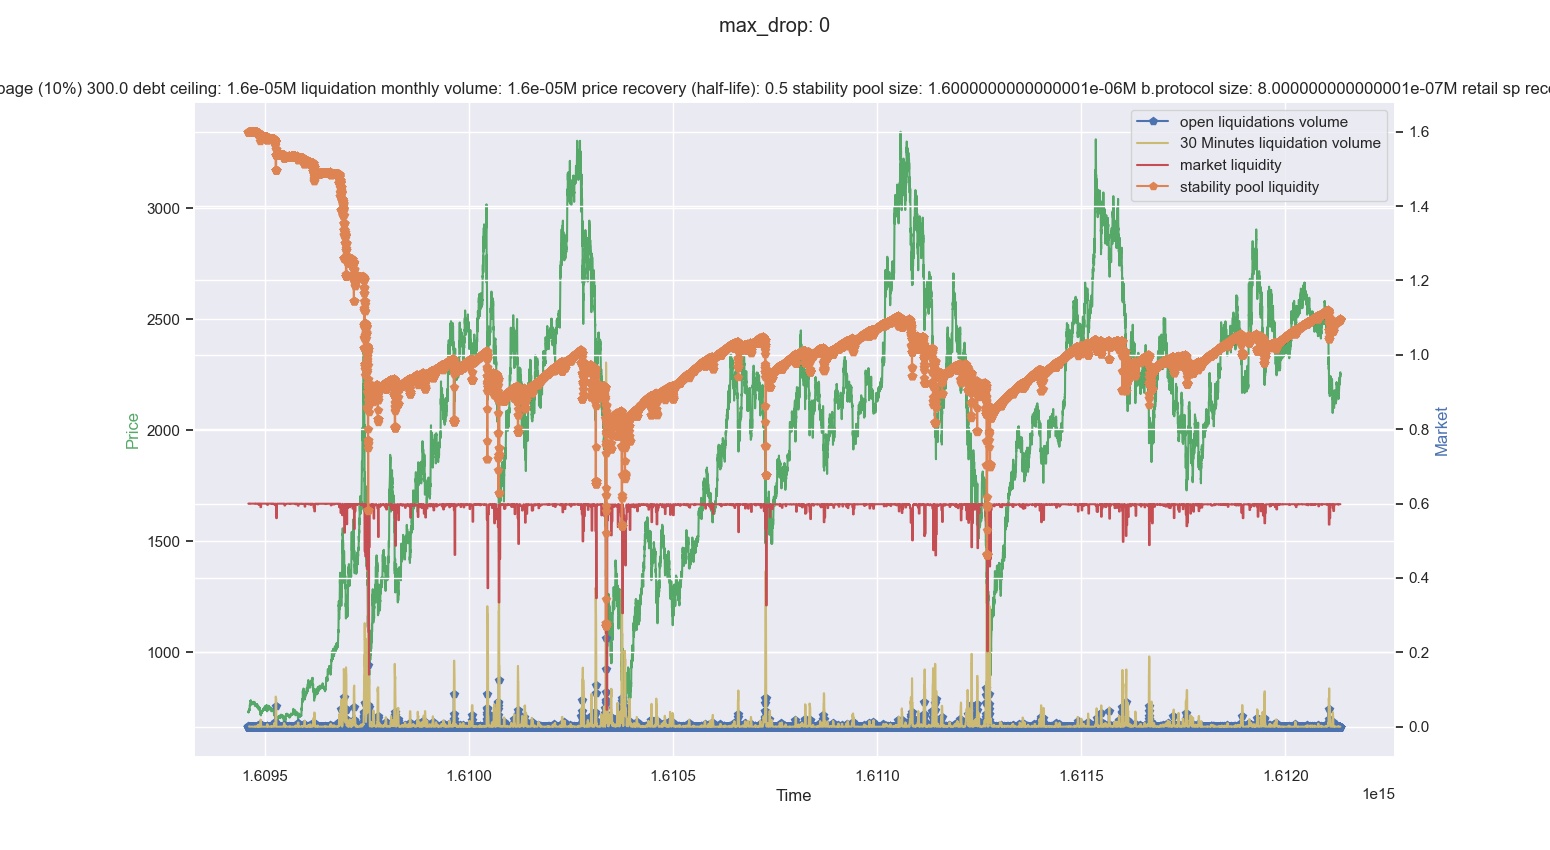 max_drop: 0
page (10%) 300.0 debt ceiling: 1.6e-05M liquidation monthly volume: 1.6e-05M price recovery (half-life): 0.5 stability pool size: 1.6000000000000001e-06M b.protocol size: 8.000000000000001e-07M retail sp
open liquidations volume
30 Minutes liquidation volume
market liquidity
stability pool liquidity
3000
2500
2000
1500
1000
Price
1.6
1.4
1.2
1.0
0.8
0.6
0.4
0.2
0.0
Market
1.6095
1.6100
1.6105
1.6110
1.6115
1.6120
Time
1e15